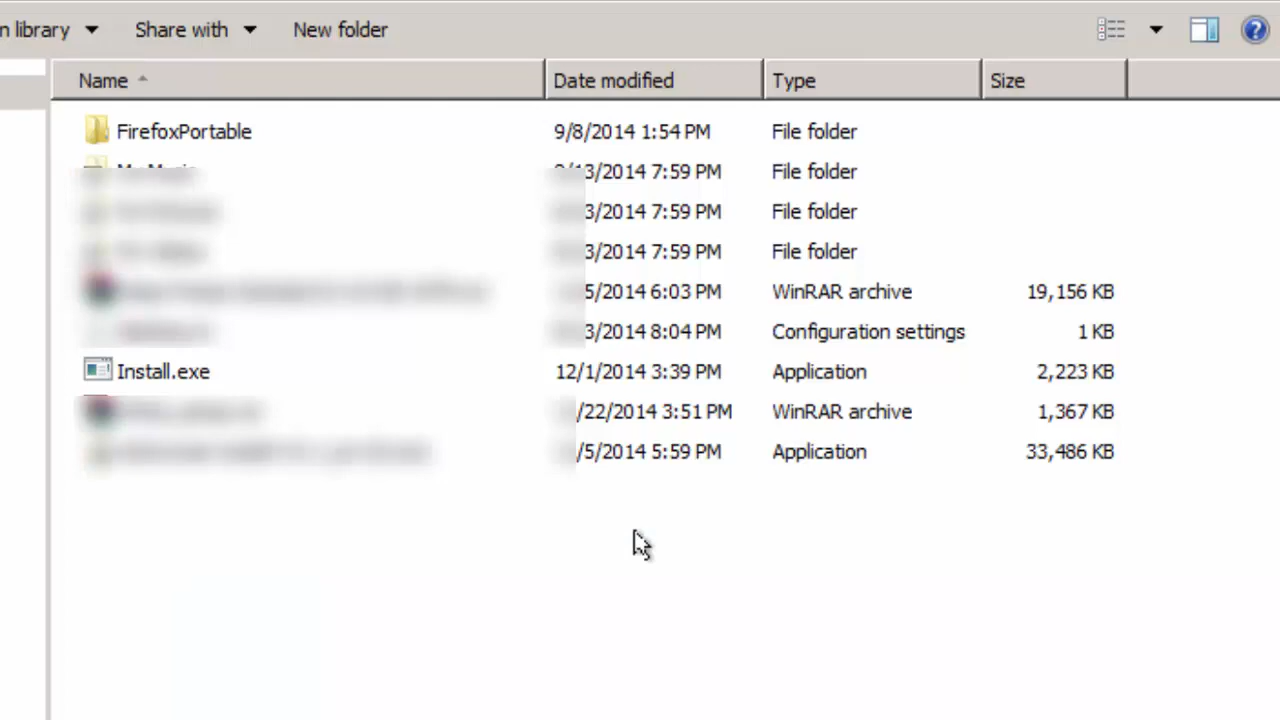 n library Share with New folder
Name Date modified Type Size
FirefoxPortable 9/8/2014 1:54 PM File folder
7:59 PM File folder
3/2014 7:59 PM File folder
3/2014 7:59 PM File folder
5/2014 6:03 PM WinRAR archive 19,156 KB
3/2014 8:04 PM Configuration settings 1 KB
Install.exe 12/1/2014 3:39 PM Application 2,223 KB
/22/2014 3:51 PM WinRAR archive 1,367 KB
/5/2014 5:59 PM Application 33,486 KB